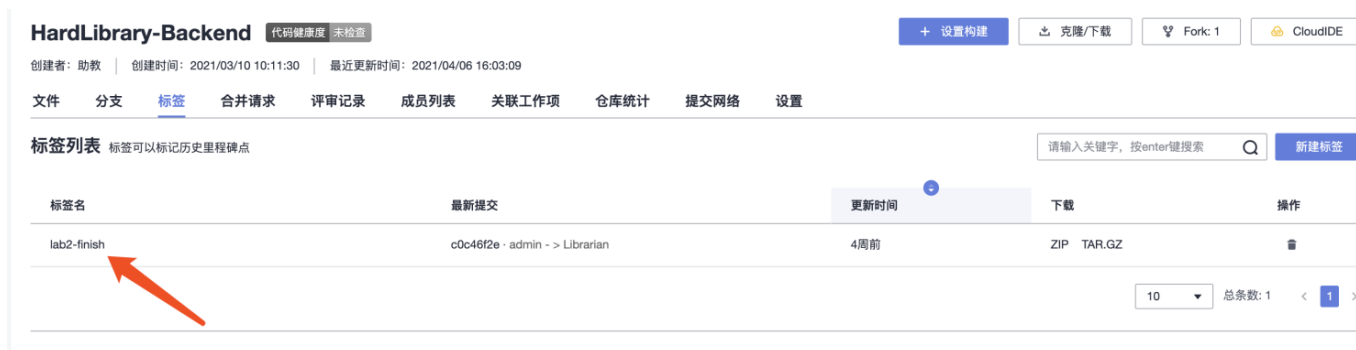 HardLibrary-Backend 代码健康度 未检查 + 设置构建 克隆/下载 Fork: 1 CloudIDE
创建者：助教 创建时间：2021/03/10 10:11:30 最近更新时间：2021/04/06 16:03:09
文件 分支 标签 合并请求 评审记录 成员列表 关联工作项 仓库统计 提交网络 设置
标签列表 标签可以标记历史里程碑点 请输入关键字，按enter键搜索 新建标签
标签名 最新提交 更新时间 下载 操作
lab2-finish c0c46f2e · admin - > Librarian 4周前 ZIP TAR.GZ
10 总条数: 1 < 1 >